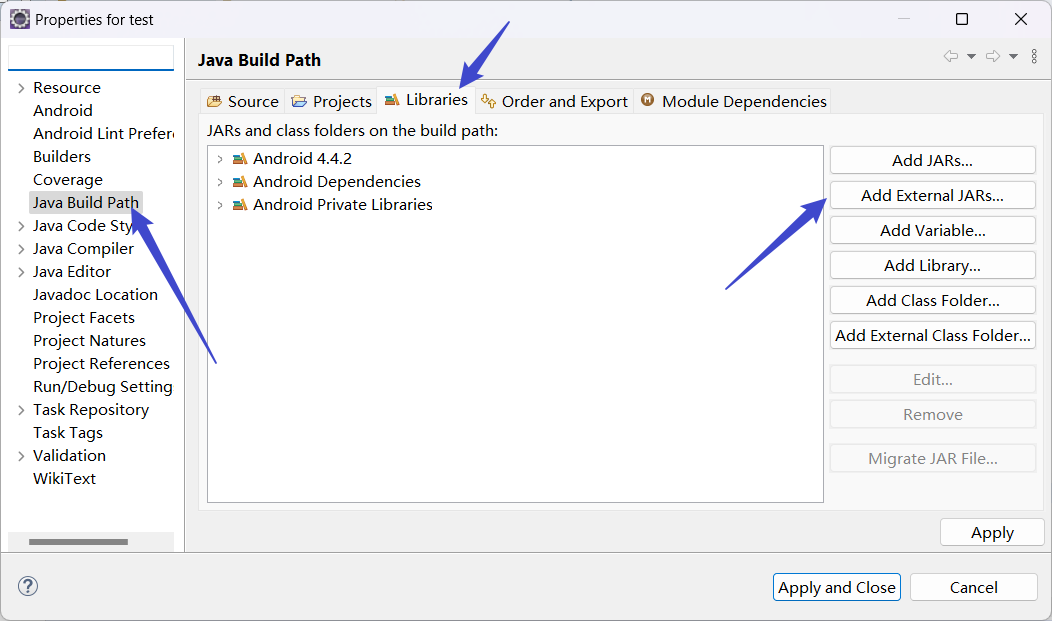 Properties for test
Java Build Path
Resource
Android
Android Lint Prefer
Builders
Coverage
Java Build Path
Java Code Sty
Java Compiler
Java Editor
Javadoc Location
Project Facets
Project Natures
Project References
Run/Debug Setting
Task Repository
Task Tags
Validation
WikiText
Source Projects Libraries Order and Export Module Dependencies
JARs and class folders on the build path:
Android 4.4.2
Android Dependencies
Android Private Libraries
Add JARs...
Add External JARs...
Add Variable...
Add Library...
Add Class Folder...
Add External Class Folder...
Edit...
Remove
Migrate JAR File...
Apply
?
Apply and Close Cancel